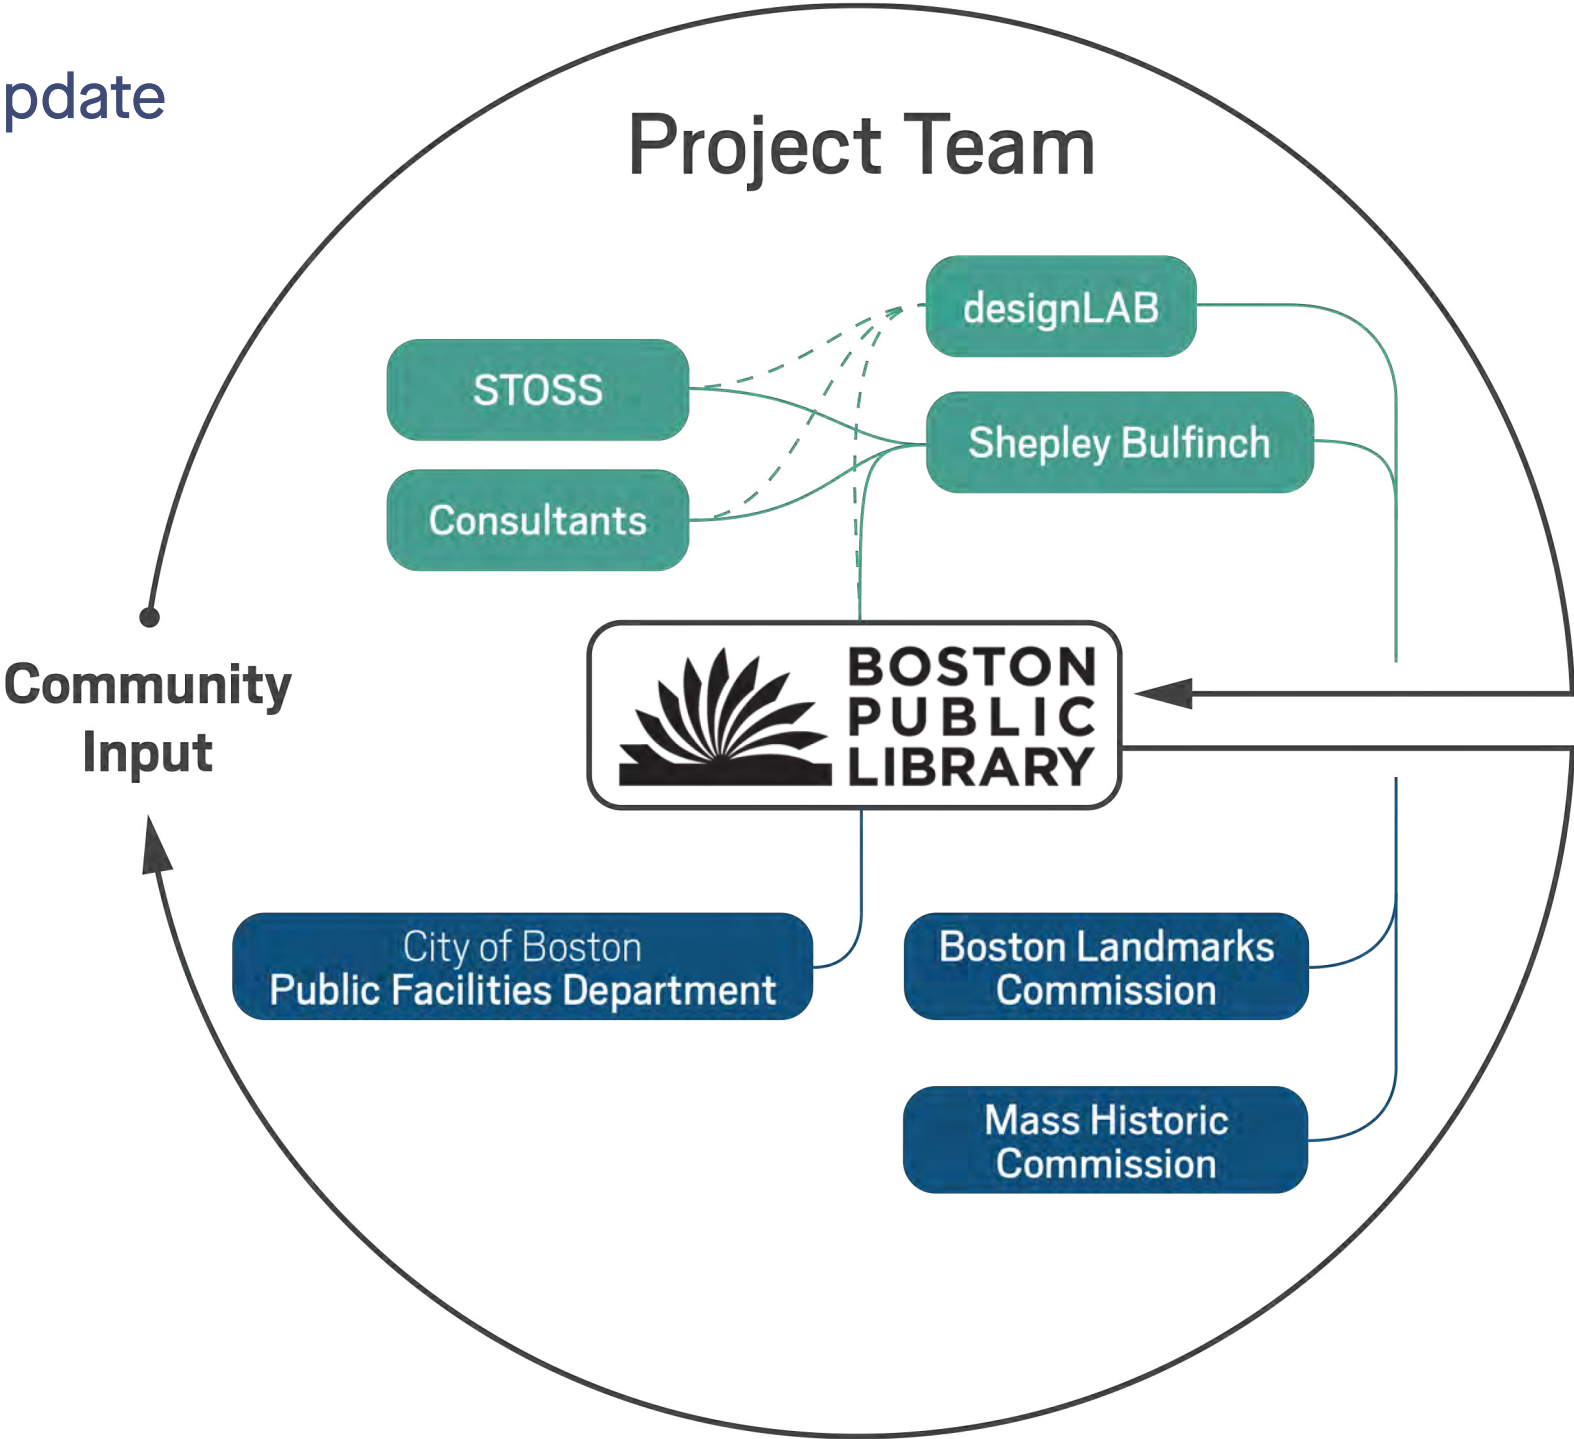 pdate
Project Team
designLAB
STOSS
Shepley Bulfinch
Consultants
Community
Input
BOSTON
PUBLIC
LIBRARY
City of Boston
Public Facilities Department
Boston Landmarks
Commission
Mass Historic
Commission